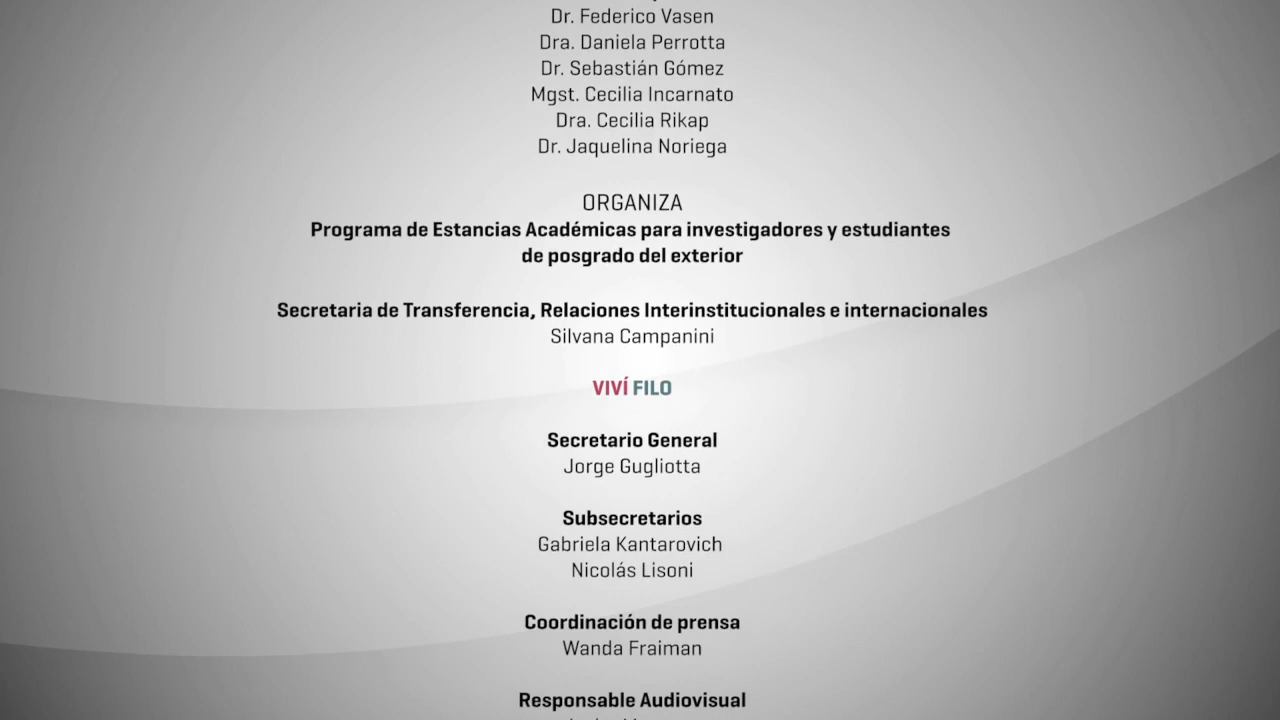 Dr. Federico Vasen
Dra. Daniela Perrotta
Dr. Sebastián Gómez
Mgst. Cecilia Incarnato
Dra. Cecilia Rikap
Dr. Jaquelina Noriega
ORGANIZA
Programa de Estancias Académicas para investigadores y estudiantes
de posgrado del exterior
Secretaria de Transferencia, Relaciones Interinstitucionales e internacionales
Silvana Campanini
VIVÍ FILO
Secretario General
Jorge Gugliotta
Subsecretarios
Gabriela Kantarovich
Nicolás Lisoni
Coordinación de prensa
Wanda Fraiman
Responsable Audiovisual